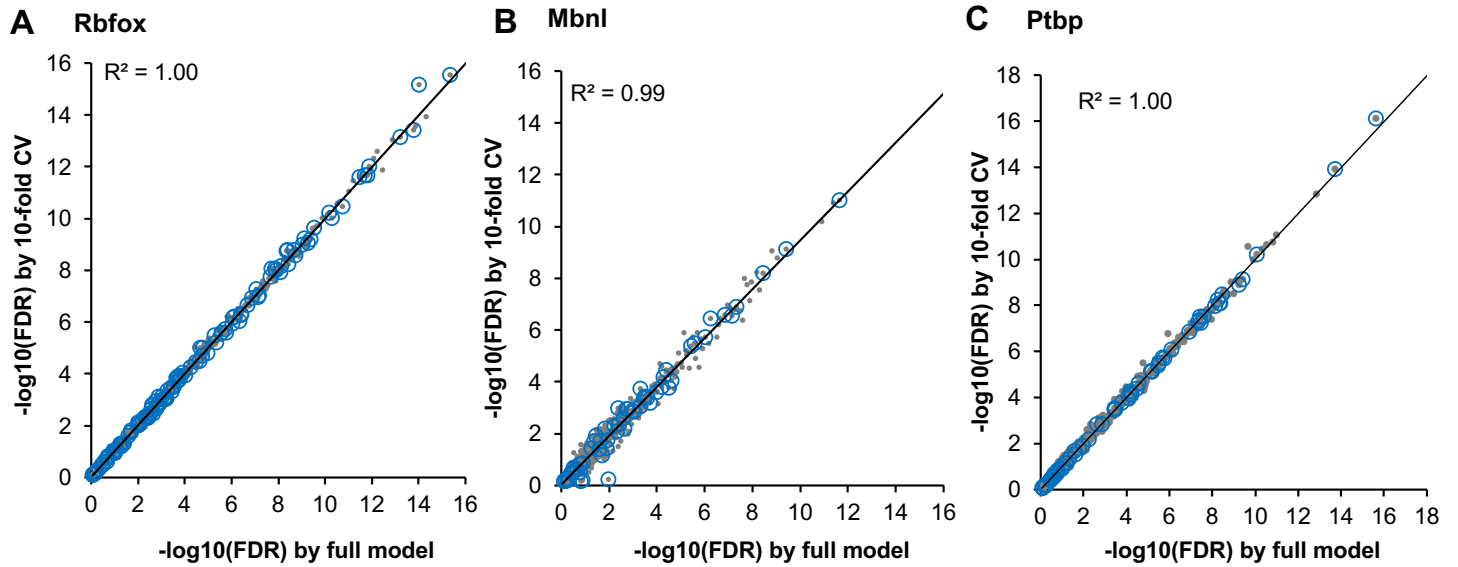 A Rbfox
-log10(FDR) by 10-fold CV
16
14
12
10
8
6
4
2
0
R² = 1.00
0 2 4 6 8 10 12 14 16
-log10(FDR) by full model
B Mbnl
-log10(FDR) by 10-fold CV
16
14
12
10
8
6
4
2
0
R² = 0.99
0 2 4 6 8 10 12 14 16
-log10(FDR) by full model
C Ptbp
-log10(FDR) by 10-fold CV
18
16
14
12
10
8
6
4
2
0
R² = 1.00
0 2 4 6 8 10 12 14 16 18
-log10(FDR) by full model